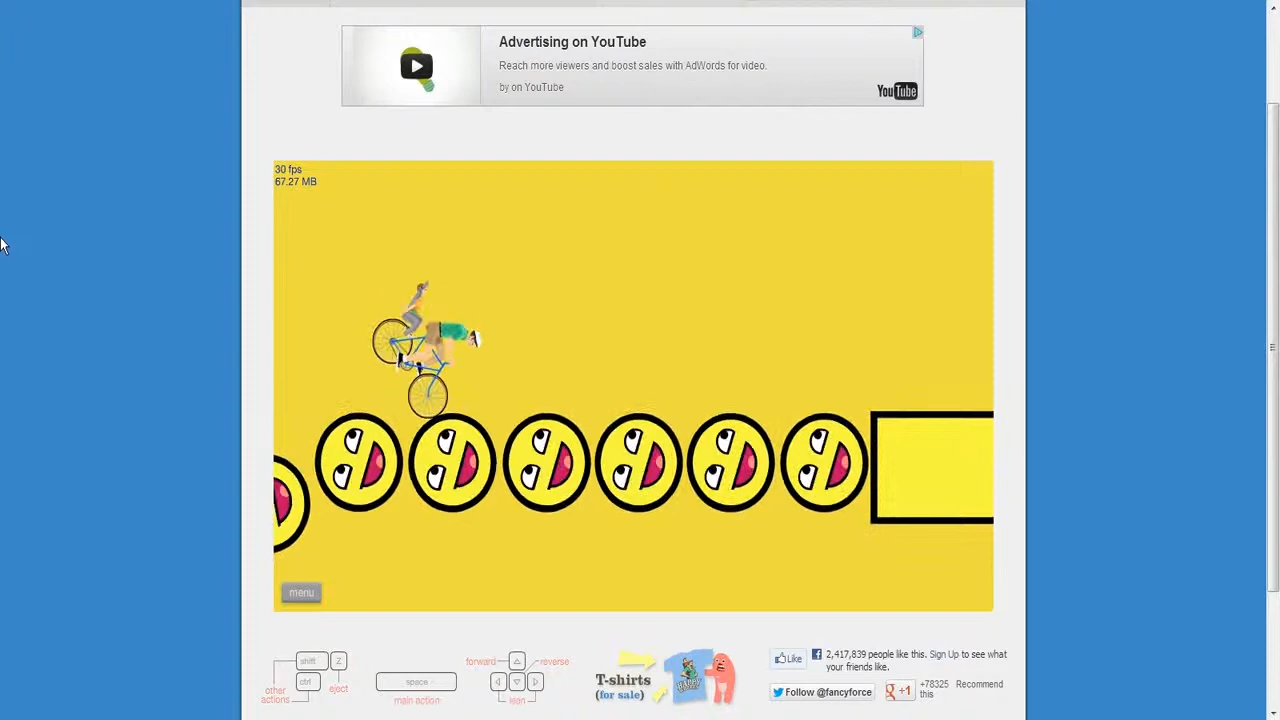 Advertising on YouTube
Reach more viewers and boost sales with AdWords for video.
by on YouTube
YouTube
30 fps
67.27 MB
menu
shift
Z
ctrl
eject
other
actions
space
main action
forward
reverse
lean
T-shirts
(for sale)
Like
2,417,839 people like this. Sign Up to see what
your friends like.
Follow @fancyforce
+1
+78325 Recommend
this